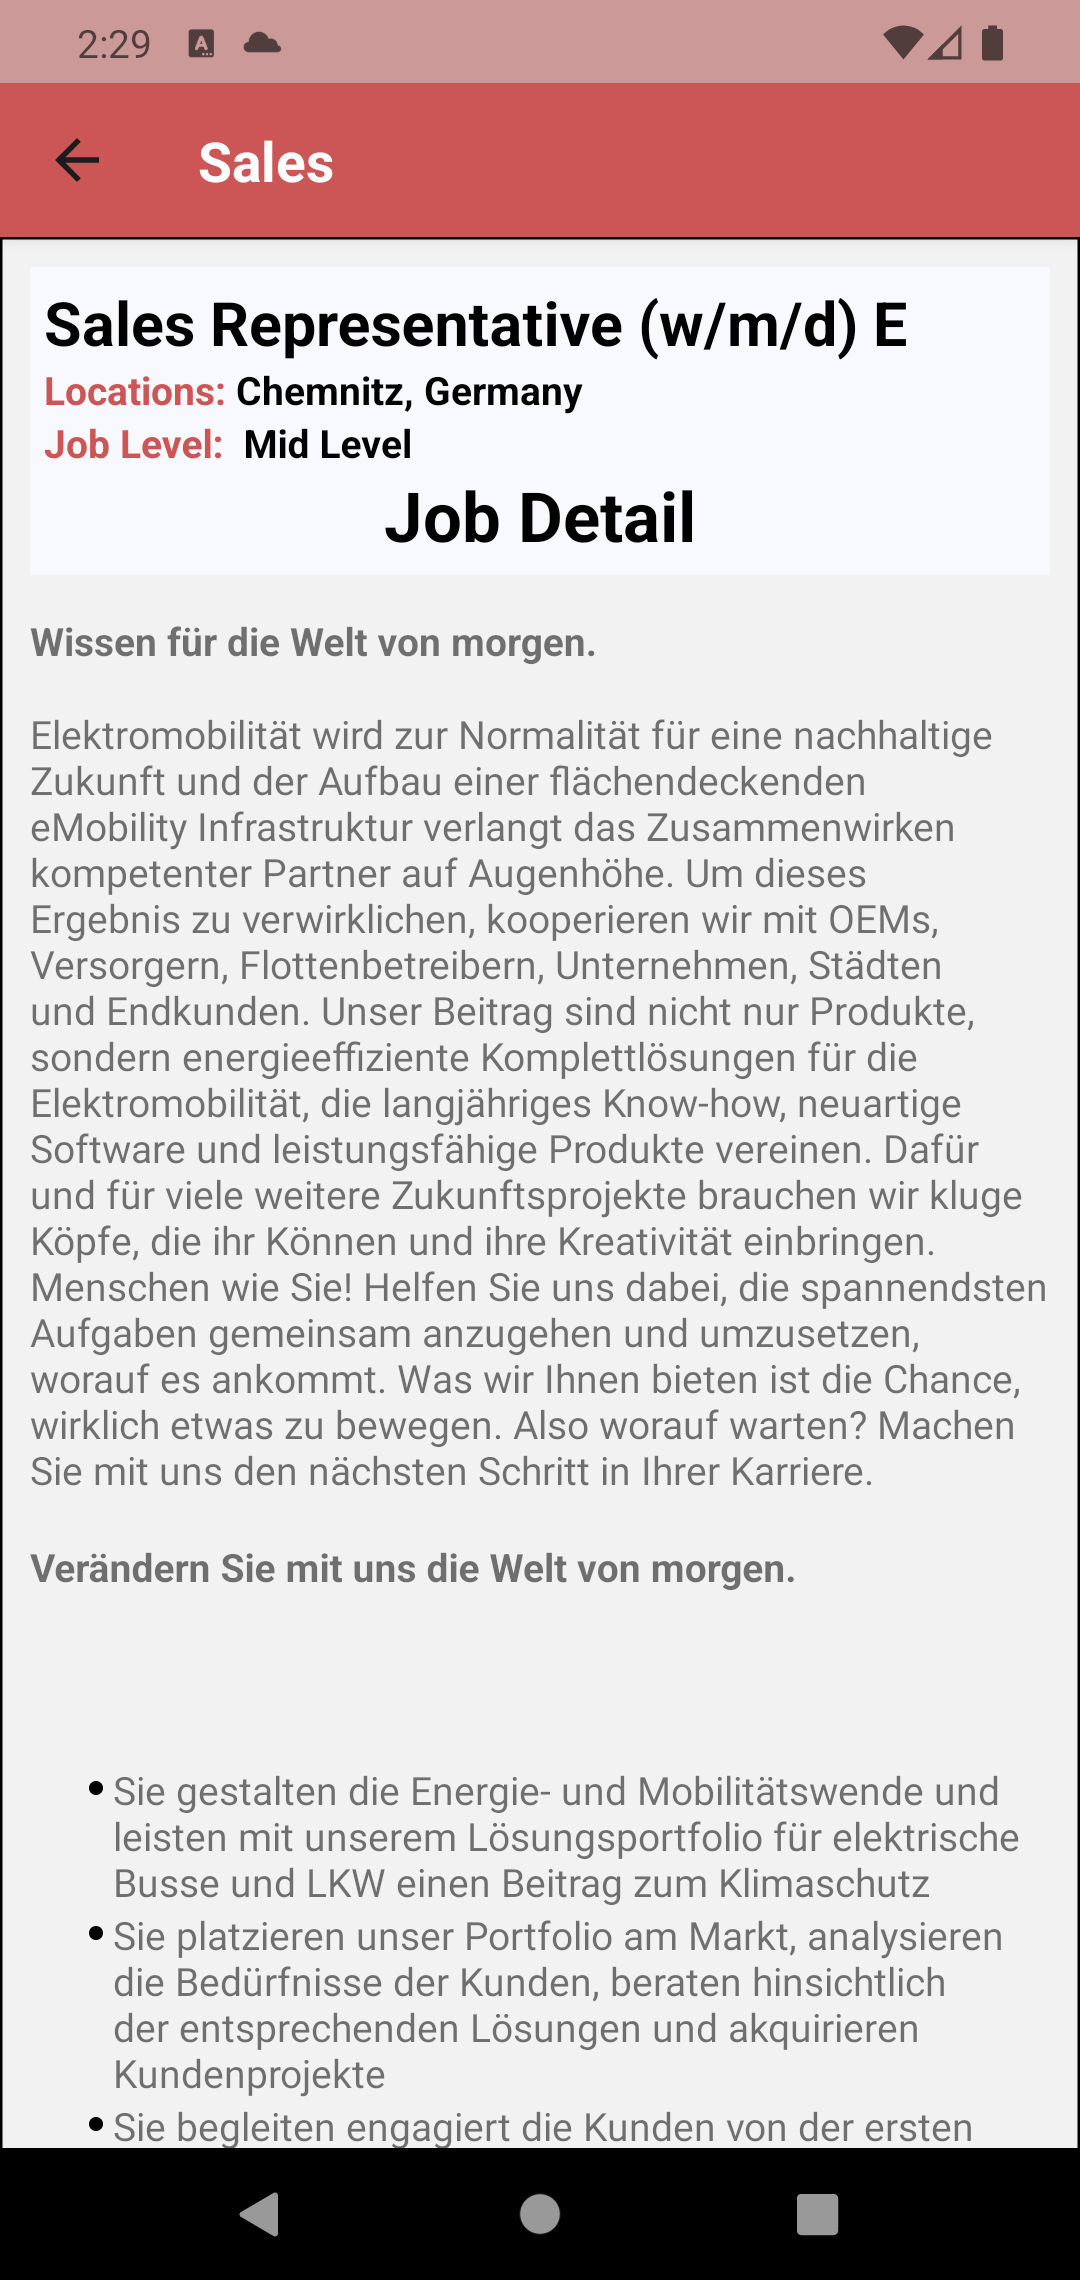 2:29
Sales
Sales Representative (w/m/d) E
Locations: Chemnitz, Germany
Job Level: Mid Level
Job Detail
Wissen für die Welt von morgen.
Elektromobilität wird zur Normalität für eine nachhaltige
Zukunft und der Aufbau einer flächendeckenden
eMobility Infrastruktur verlangt das Zusammenwirken
kompetenter Partner auf Augenhöhe. Um dieses
Ergebnis zu verwirklichen, kooperieren wir mit OEMs,
Versorgern, Flottenbetreibern, Unternehmen, Städten
und Endkunden. Unser Beitrag sind nicht nur Produkte,
sondern energieeffiziente Komplettlösungen für die
Elektromobilität, die langjähriges Know-how, neuartige
Software und leistungsfähige Produkte vereinen. Dafür
und für viele weitere Zukunftsprojekte brauchen wir kluge
Köpfe, die ihr Können und ihre Kreativität einbringen.
Menschen wie Sie! Helfen Sie uns dabei, die spannendsten
Aufgaben gemeinsam anzugehen und umzusetzen,
worauf es ankommt. Was wir Ihnen bieten ist die Chance,
wirklich etwas zu bewegen. Also worauf warten? Machen
Sie mit uns den nächsten Schritt in Ihrer Karriere.
Verändern Sie mit uns die Welt von morgen.
• Sie gestalten die Energie- und Mobilitätswende und
leisten mit unserem Lösungsportfolio für elektrische
Busse und LKW einen Beitrag zum Klimaschutz
• Sie platzieren unser Portfolio am Markt, analysieren
die Bedürfnisse der Kunden, beraten hinsichtlich
der entsprechenden Lösungen und akquirieren
Kundenprojekte
• Sie begleiten engagiert die Kunden von der ersten